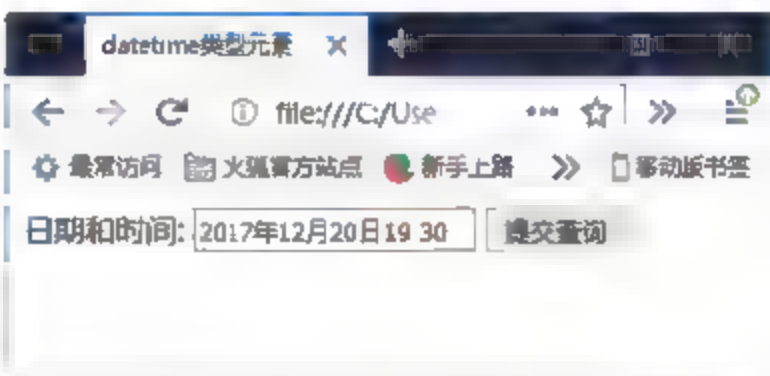 datetime类型元素
file:///C:/Use
最常访问 火狐官方站点 新手上路 移动版书签
日期和时间: 2017年12月20日19 30 提交查询